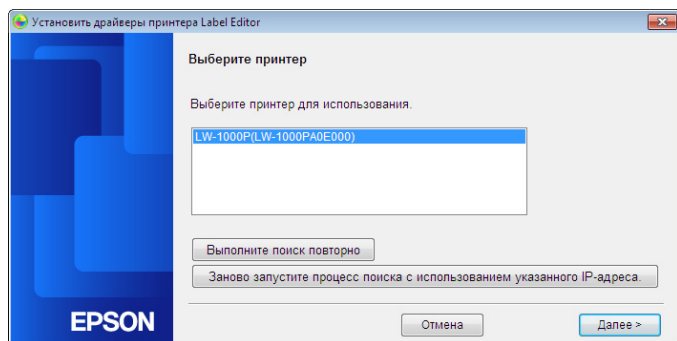 Установить драйверы принтера Label Editor
Выберите принтер
Выберите принтер для использования.
LW-1000P(LW-1000PA0E000)
Выполните поиск повторно
Заново запустите процесс поиска с использованием указанного IP-адреса.
EPSON
Отмена
Далее >